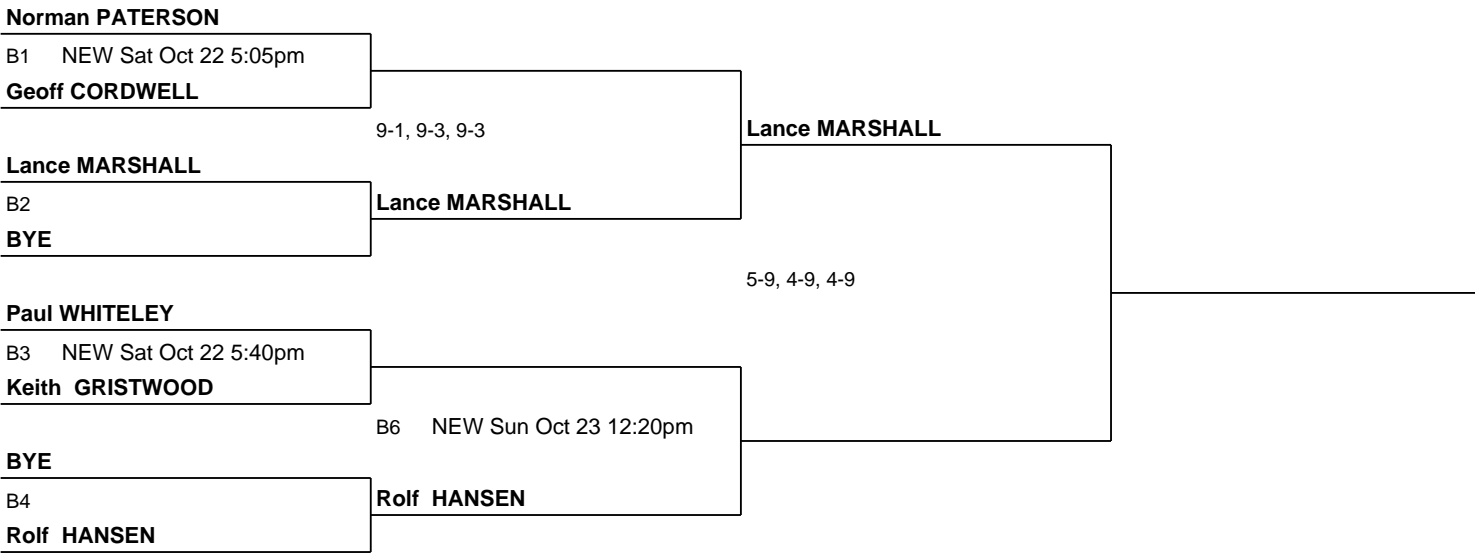 Norman PATERSON
B1 NEW Sat Oct 22 5:05pm
Geoff CORDWELL
9-1, 9-3, 9-3
Lance MARSHALL
Lance MARSHALL
B2
Lance MARSHALL
BYE
5-9, 4-9, 4-9
Paul WHITELEY
B3 NEW Sat Oct 22 5:40pm
Keith GRISTWOOD
B6 NEW Sun Oct 23 12:20pm
BYE
B4
Rolf HANSEN
Rolf HANSEN